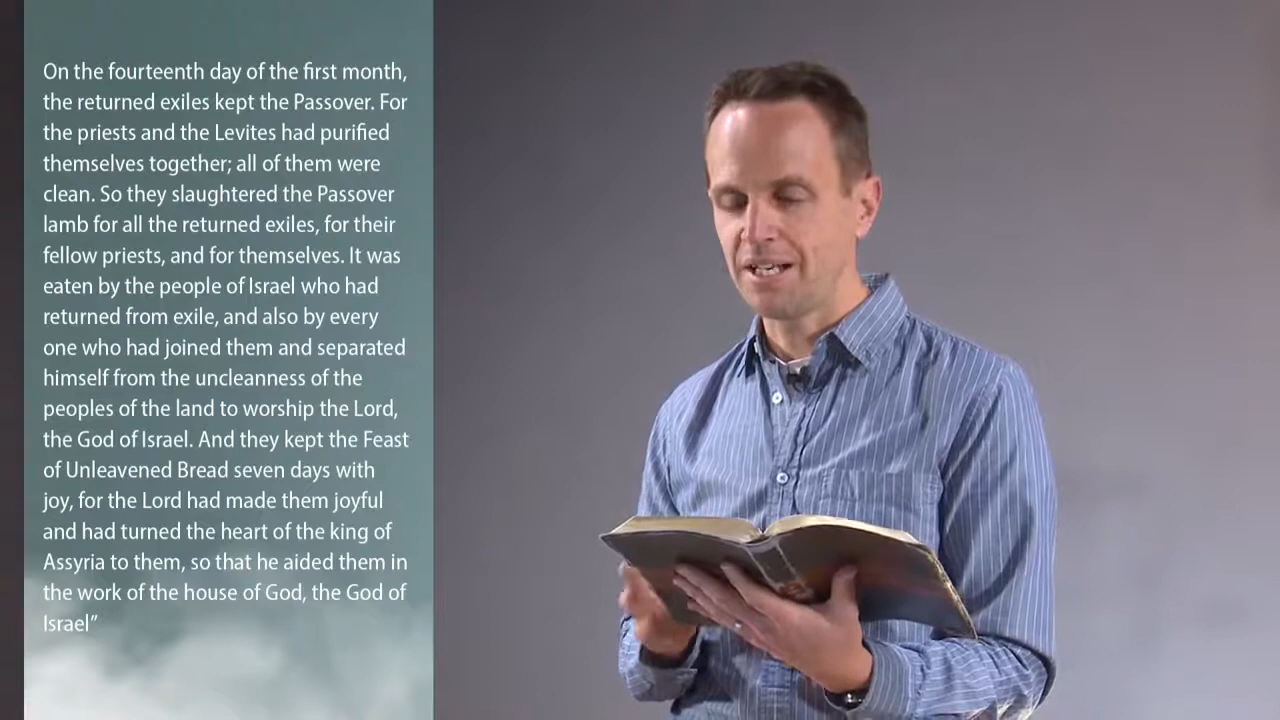 On the fourteenth day of the first month,
the returned exiles kept the Passover. For
the priests and the Levites had purified
themselves together; all of them were
clean. So they slaughtered the Passover
lamb for all the returned exiles, for their
fellow priests, and for themselves. It was
eaten by the people of Israel who had
returned from exile, and also by every
one who had joined them and separated
himself from the uncleanness of the
peoples of the land to worship the Lord,
the God of Israel. And they kept the Feast
of Unleavened Bread seven days with
joy, for the Lord had made them joyful
and had turned the heart of the king of
Assyria to them, so that he aided them in
the work of the house of God, the God of
Israel”